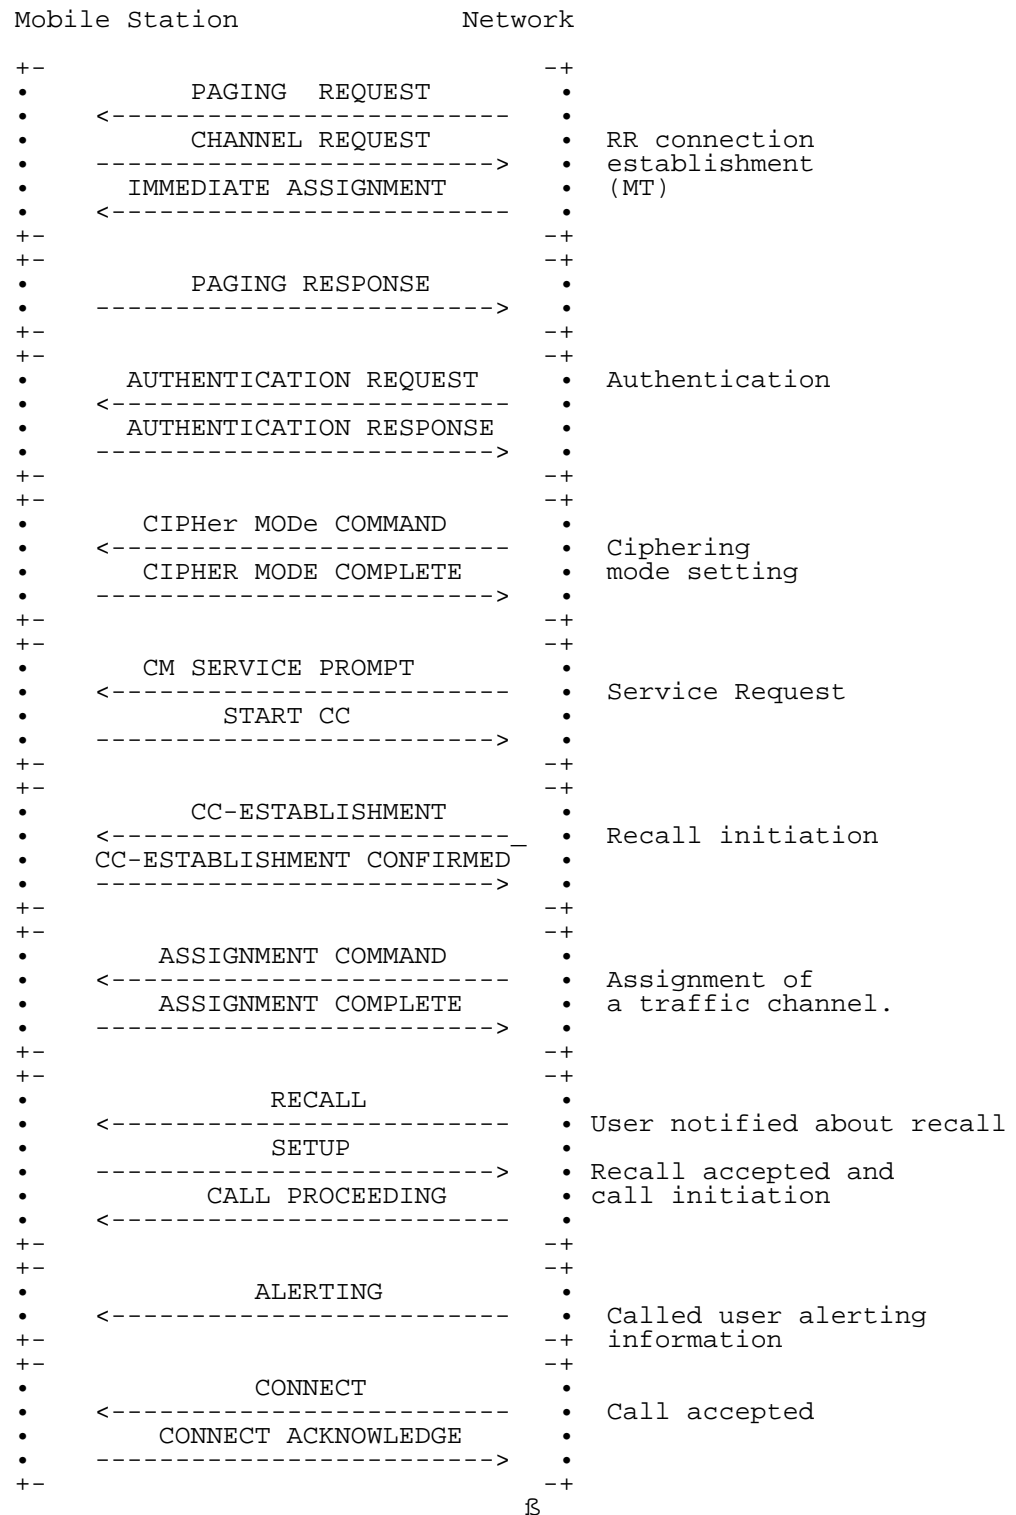 Mobile Station Network
+- -+
• PAGING REQUEST •
• <------------------------- •
• CHANNEL REQUEST • RR connection
• -------------------------> • establishment
• IMMEDIATE ASSIGNMENT • (MT)
• <------------------------- •
+- -+
+- -+
• PAGING RESPONSE •
• -------------------------> •
+- -+
+- -+
• AUTHENTICATION REQUEST • Authentication
• <------------------------- •
• AUTHENTICATION RESPONSE •
• -------------------------> •
+- -+
+- -+
• CIPHer MODe COMMAND •
• <------------------------- • Ciphering
• CIPHER MODE COMPLETE • mode setting
• -------------------------> •
+- -+
+- -+
• CM SERVICE PROMPT •
• <------------------------- • Service Request
• START CC •
• -------------------------> •
+- -+
+- -+
• CC-ESTABLISHMENT •
• <-------------------------_ • Recall initiation
• CC-ESTABLISHMENT CONFIRMED •
• -------------------------> •
+- -+
+- -+
• ASSIGNMENT COMMAND •
• <------------------------- • Assignment of
• ASSIGNMENT COMPLETE • a traffic channel.
• -------------------------> •
+- -+
+- -+
• RECALL •
• <------------------------- • User notified about recall
• SETUP •
• -------------------------> • Recall accepted and
• CALL PROCEEDING • call initiation
• <------------------------- •
+- -+
+- -+
• ALERTING •
• <------------------------- • Called user alerting
+- -+ information
+- -+
• CONNECT •
• <------------------------- • Call accepted
• CONNECT ACKNOWLEDGE •
• -------------------------> •
+- -+
ß